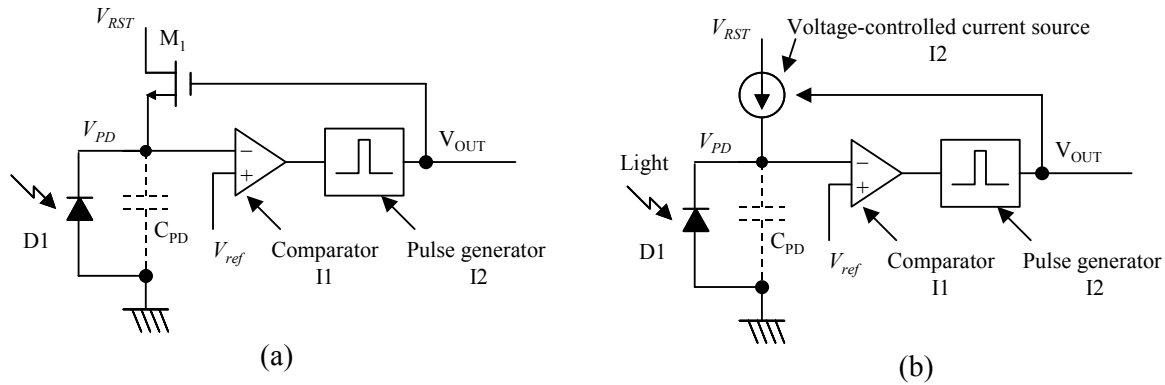 V_RST
M_1
V_PD
V_OUT
−
+
D1
C_PD
V_ref
Comparator
I1
Pulse generator
I2
(a)
V_RST
Voltage-controlled current source
I2
V_PD
V_OUT
Light
−
+
D1
C_PD
V_ref
Comparator
I1
Pulse generator
I2
(b)